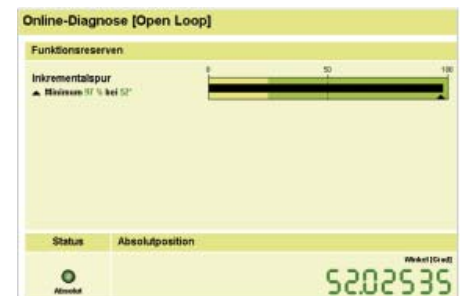 Online-Diagnose [Open Loop]
Funktionsreserven
0 50 100
Inkrementalspur
Minimum 97 % bei 52°
Status Absolutposition
Winkel [Grad]
52.02535
Absolut